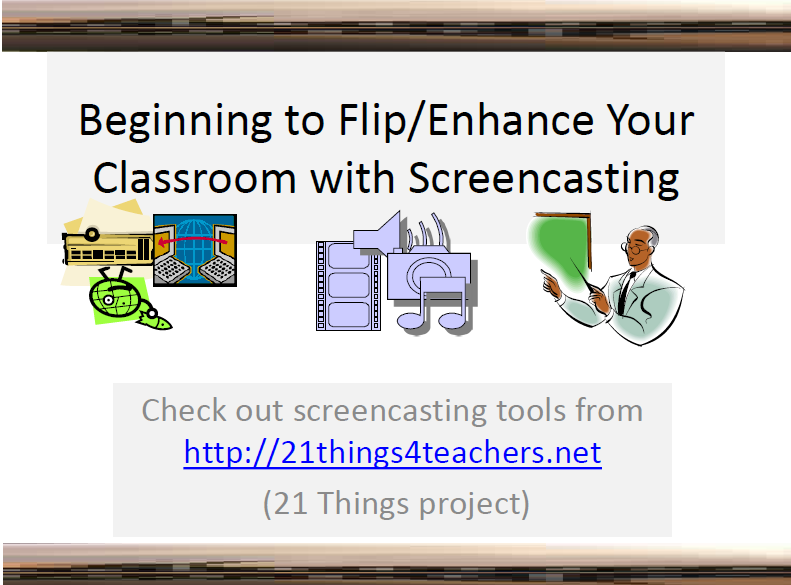 Beginning to Flip/Enhance Your
Classroom with Screencasting
Check out screencasting tools from
http://21things4teachers.net
(21 Things project)